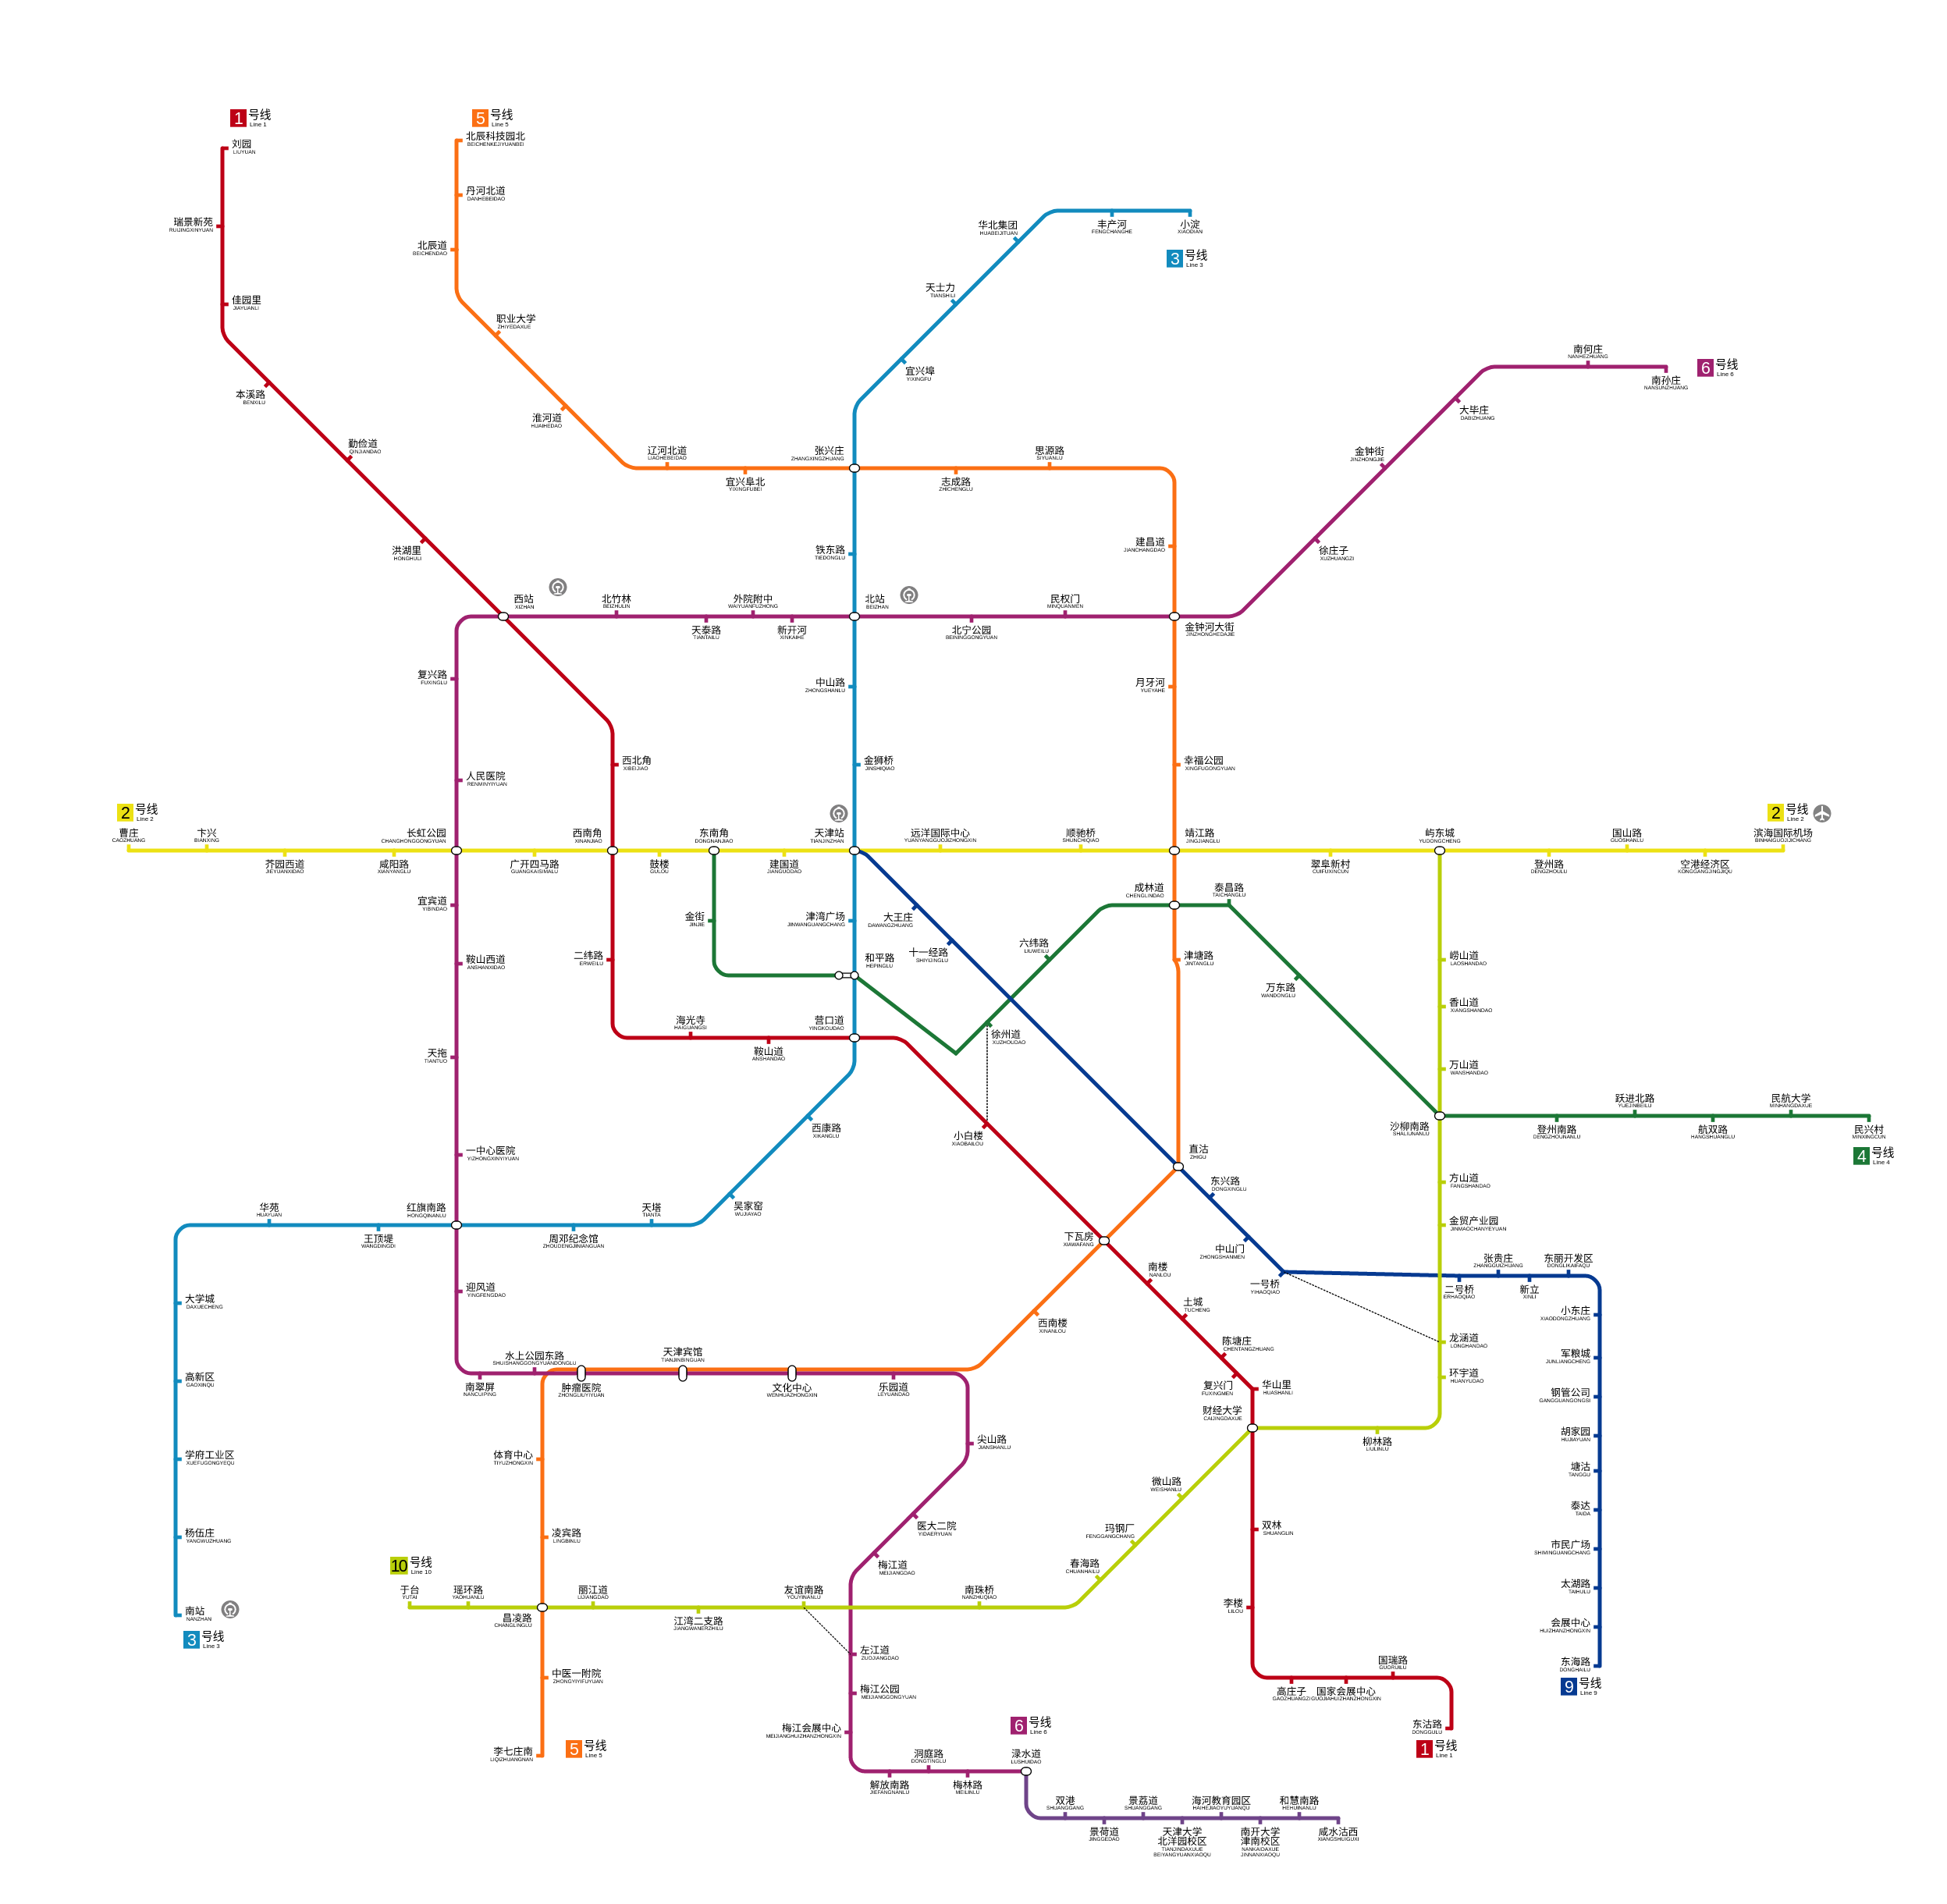 1 号线
Line 1
5 号线
Line 5
刘园
LIUYUAN
北辰科技园北
BEICHENKEJIYUANBEI
丹河北道
DANHEBEIDAO
瑞景新苑
RUIJINGXINYUAN
北辰道
BEICHENDAO
华北集团
HUABEIJITUAN
丰产河
FENGCHANGHE
小淀
XIAODIAN
3 号线
Line 3
佳园里
JIAYUANLI
天士力
TIANSHILI
职业大学
ZHIYEDAXUE
宜兴埠
YIXINGFU
南何庄
NANHEZHUANG
6 号线
Line 6
南孙庄
NANSUNZHUANG
本溪路
BENXILU
淮河道
HUAIHEDAO
大毕庄
DABIZHUANG
勤俭道
QINJIANDAO
辽河北道
LIAOHEBEIDAO
张兴庄
ZHANGXINGZHUANG
思源路
SIYUANLU
金钟街
JINZHONGJIE
宜兴阜北
YIXINGFUBEI
志成路
ZHICHENGLU
洪湖里
HONGHULI
铁东路
TIEDONGLU
建昌道
JIANCHANGDAO
徐庄子
XUZHUANGZI
西站
XIZHAN
北竹林
BEIZHULIN
外院附中
WAIYUANFUZHONG
北站
BEIZHAN
民权门
MINQUANMEN
天泰路
TIANTAILU
新开河
XINKAIHE
北宁公园
BEININGGONGYUAN
金钟河大街
JINZHONGHEDAJIE
复兴路
FUXINGLU
中山路
ZHONGSHANLU
月牙河
YUEYAHE
人民医院
RENMINYIYUAN
西北角
XIBEIJIAO
金狮桥
JINSHIQIAO
幸福公园
XINGFUGONGYUAN
2 号线
Line 2
2 号线
Line 2
曹庄
CAOZHUANG
卞兴
BIANXING
长虹公园
CHANGHONGGONGYUAN
西南角
XINANJIAO
东南角
DONGNANJIAO
天津站
TIANJINZHAN
远洋国际中心
YUANYANGGUOJIZHONGXIN
顺驰桥
SHUNCHIQIAO
靖江路
JINGJIANGLU
屿东城
YUDONGCHENG
国山路
GUOSHANLU
滨海国际机场
BINHAIGUOJIJICHANG
芥园西道
JIEYUANXIDAO
咸阳路
XIANYANGLU
广开四马路
GUANGKAISIMALU
鼓楼
GULOU
建国道
JIANGUODAO
翠阜新村
CUIFUXINCUN
登州路
DENGZHOULU
空港经济区
KONGGANGJINGJIQU
宜宾道
YIBINDAO
金街
JINJIE
津湾广场
JINWANGUANGCHANG
大王庄
DAWANGZHUANG
成林道
CHENGLINDAO
泰昌路
TAICHANGLU
鞍山西道
ANSHANXIDAO
二纬路
ERWEILU
和平路
HEPINGLU
十一经路
SHIYIJINGLU
六纬路
LIUWEILU
津塘路
JINTANGLU
万东路
WANDONGLU
崂山道
LAOSHANDAO
香山道
XIANGSHANDAO
天拖
TIANTUO
海光寺
HAIGUANGSI
鞍山道
ANSHANDAO
营口道
YINGKOUDAO
徐州道
XUZHOUDAO
万山道
WANSHANDAO
西康路
XIKANGLU
小白楼
XIAOBAILOU
沙柳南路
SHALIUNANLU
登州南路
DENGZHOUNANLU
跃进北路
YUEJINBEILU
航双路
HANGSHUANGLU
民航大学
MINHANGDAXUE
民兴村
MINXINGCUN
4 号线
Line 4
一中心医院
YIZHONGXINYIYUAN
直沽
ZHIGU
东兴路
DONGXINGLU
方山道
FANGSHANDAO
华苑
HUAYUAN
王顶堤
WANGDINGDI
红旗南路
HONGQINANLU
周邓纪念馆
ZHOUDENGJINIANGUAN
天塔
TIANTA
吴家窑
WUJIAYAO
下瓦房
XIAWAFANG
中山门
ZHONGSHANMEN
金贸产业园
JINMAOCHANYEYUAN
大学城
DAXUECHENG
迎风道
YINGFENGDAO
西南楼
XINANLOU
南楼
NANLOU
土城
TUCHENG
一号桥
YIHAOQIAO
二号桥
ERHAOQIAO
张贵庄
ZHANGGUIZHUANG
新立
XINLI
东丽开发区
DONGLIKAIFAQU
小东庄
XIAODONGZHUANG
陈塘庄
CHENTANGZHUANG
龙涵道
LONGHANDAO
军粮城
JUNLIANGCHENG
高新区
GAOXINQU
南翠屏
NANCUIPING
水上公园东路
SHUISHANGGONGYUANDONGLU
肿瘤医院
ZHONGLIUYIYUAN
天津宾馆
TIANJINBINGUAN
文化中心
WENHUAZHONGXIN
乐园道
LEYUANDAO
复兴门
FUXINGMEN
华山里
HUASHANLI
环宇道
HUANYUDAO
钢管公司
GANGGUANGONGSI
财经大学
CAIJINGDAXUE
柳林路
LIULINLU
胡家园
HUJIAYUAN
学府工业区
XUEFUGONGYEQU
体育中心
TIYUZHONGXIN
尖山路
JIANSHANLU
微山路
WEISHANLU
塘沽
TANGGU
泰达
TAIDA
杨伍庄
YANGWUZHUANG
凌宾路
LINGBINLU
医大二院
YIDAERYUAN
玛钢厂
FENGGANGCHANG
双林
SHUANGLIN
市民广场
SHIMINGUANGCHANG
10 号线
Line 10
梅江道
MEIJIANGDAO
春海路
CHUANHAILU
太湖路
TAIHULU
于台
YUTAI
瑶环路
YAOHUANLU
昌凌路
CHANGLINGLU
丽江道
LIJIANGDAO
江湾二支路
JIANGWANERZHILU
友谊南路
YOUYINANLU
南珠桥
NANZHUQIAO
李楼
LILOU
南站
NANZHAN
3 号线
Line 3
会展中心
HUIZHANZHONGXIN
左江道
ZUOJIANGDAO
东海路
DONGHAILU
9 号线
Line 9
中医一附院
ZHONGYIYIFUYUAN
梅江公园
MEIJIANGGONGYUAN
高庄子
GAOZHUANGZI
国家会展中心
GUOJIAHUIZHANZHONGXIN
国瑞路
GUORUILU
梅江会展中心
MEIJIANGHUIZHANZHONGXIN
6 号线
Line 6
东沽路
DONGGULU
1 号线
Line 1
李七庄南
LIQIZHUANGNAN
5 号线
Line 5
解放南路
JIEFANGNANLU
洞庭路
DONGTINGLU
梅林路
MEILINLU
渌水道
LUSHUIDAO
双港
SHUANGGANG
景荔道
SHUANGGANG
海河教育园区
HAIHEJIAOYUYUANQU
和慧南路
HEHUINANLU
景荷道
JINGGEDAO
天津大学
北洋园校区
TIANJINDAXUUE
BEIYANGYUANXIAOQU
南开大学
津南校区
NANKAIDAXUE
JINNANXIAOQU
咸水沽西
XIANGSHUIGUXI